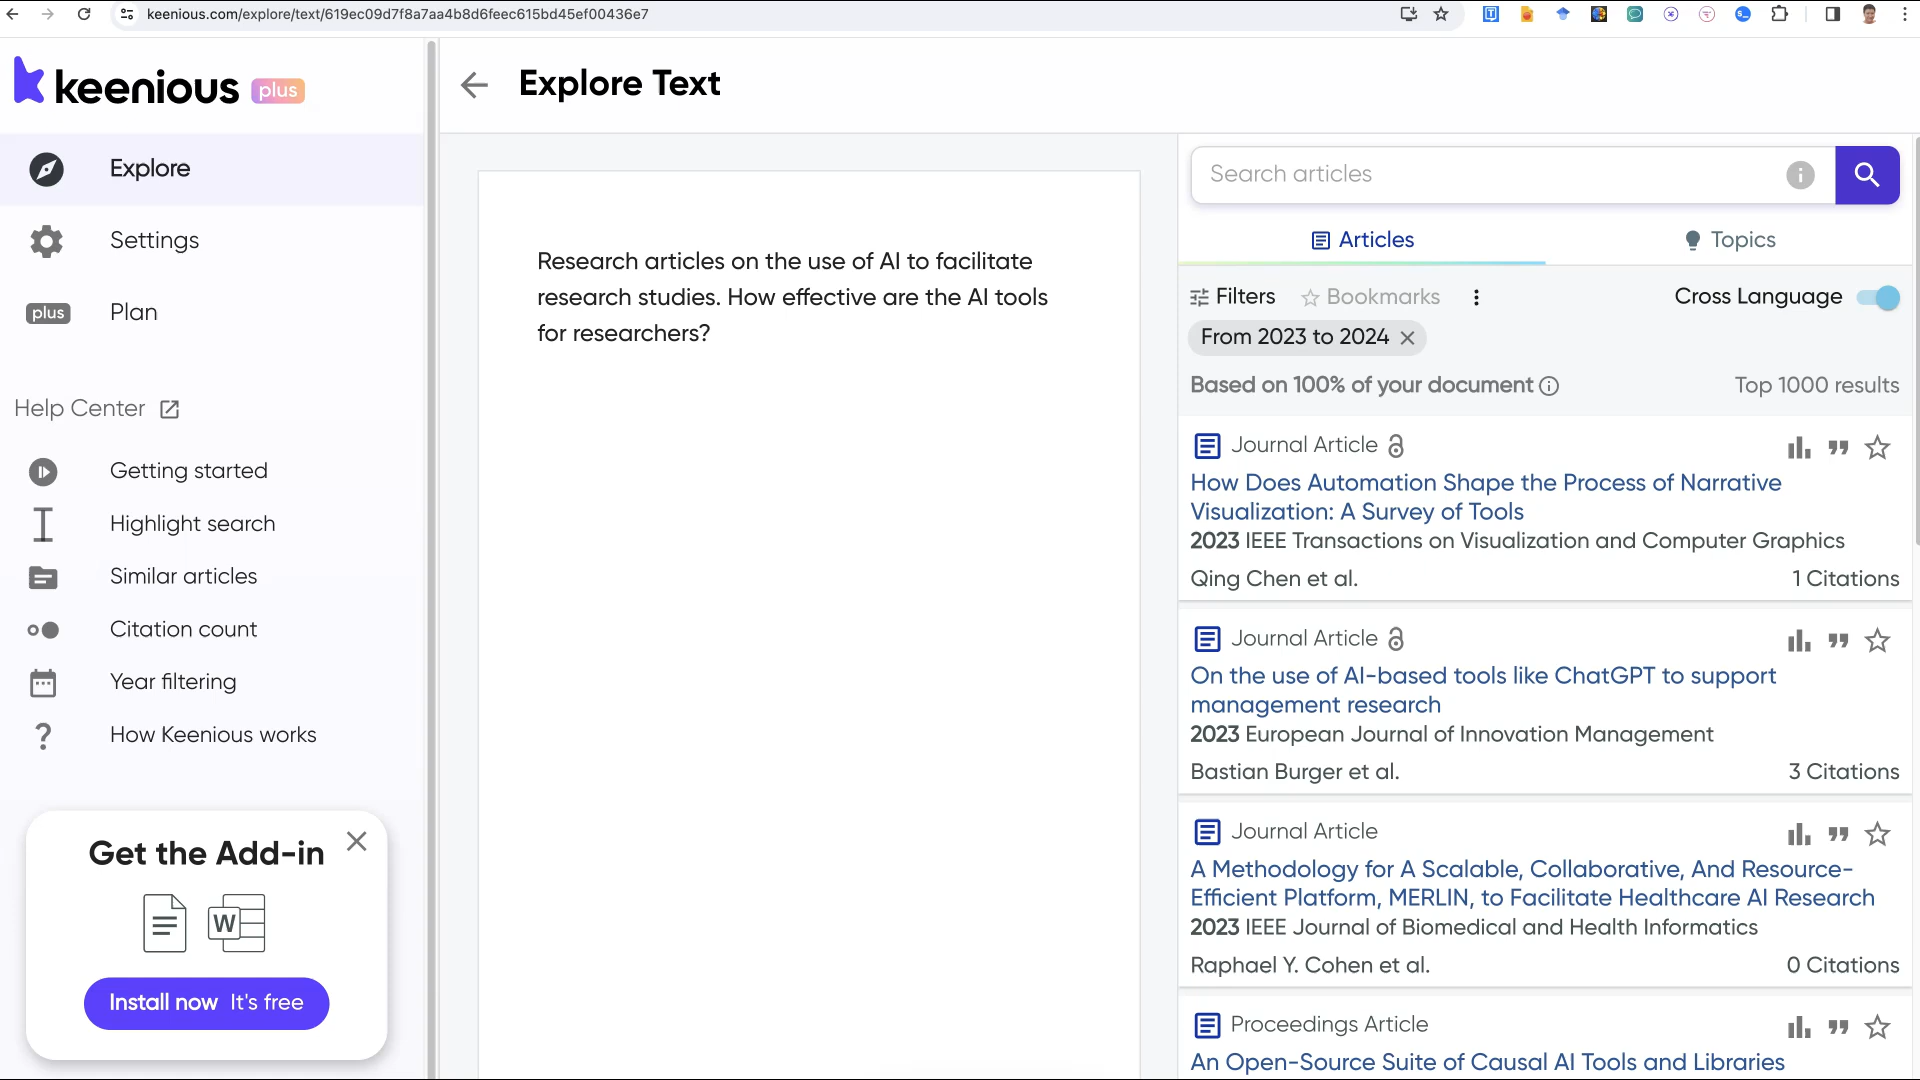 keenious.com/explore/text/619ec09d7f8a7aa4b8d6feec615bd45ef00436e7
keenious plus
Explore
Settings
plus Plan
Help Center
Getting started
Highlight search
Similar articles
Citation count
Year filtering
? How Keenious works
Get the Add-in
W
Install now It's free
Explore Text
Research articles on the use of AI to facilitate
research studies. How effective are the AI tools
for researchers?
Search articles
Articles
Topics
Filters
Bookmarks
Cross Language
From 2023 to 2024
Based on 100% of your document
Top 1000 results
Journal Article
How Does Automation Shape the Process of Narrative
Visualization: A Survey of Tools
2023 IEEE Transactions on Visualization and Computer Graphics
Qing Chen et al.
1 Citations
Journal Article
On the use of AI-based tools like ChatGPT to support
management research
2023 European Journal of Innovation Management
Bastian Burger et al.
3 Citations
Journal Article
A Methodology for A Scalable, Collaborative, And Resource-
Efficient Platform, MERLIN, to Facilitate Healthcare AI Research
2023 IEEE Journal of Biomedical and Health Informatics
Raphael Y. Cohen et al.
0 Citations
Proceedings Article
An Open-Source Suite of Causal AI Tools and Libraries